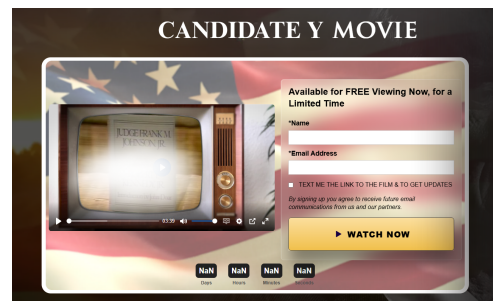 CANDIDATE Y MOVIE
JUDGE FRANK M.
JOHNSON JR.
03:39
Available for FREE Viewing Now, for a
Limited Time
*Name
*Email Address
TEXT ME THE LINK TO THE FILM & TO GET UPDATES
By signing up you agree to receive future email
communications from us and our partners.
WATCH NOW
NaN NaN NaN NaN
Days Hours Minutes Seconds